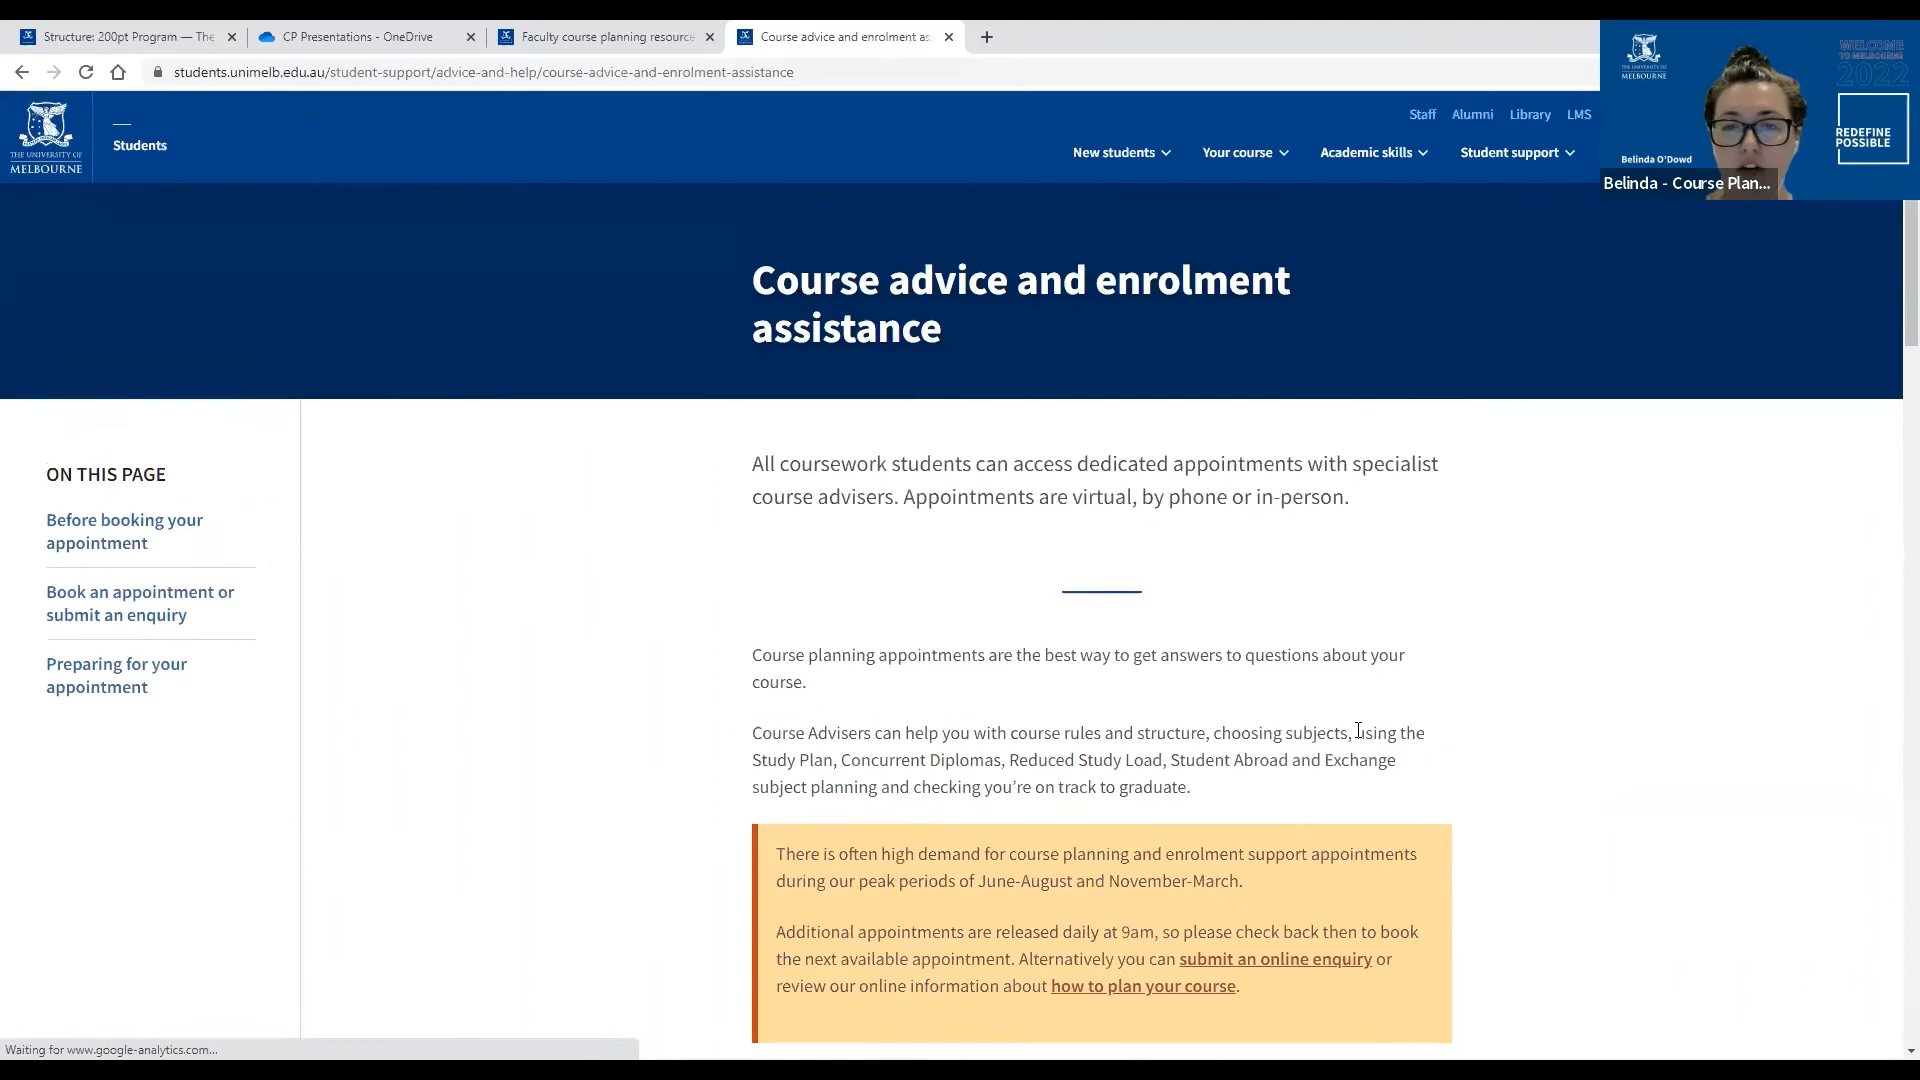 Structure: 200pt Program — The
CP Presentations - OneDrive
Faculty course planning resource
Course advice and enrolment as
students.unimelb.edu.au/student-support/advice-and-help/course-advice-and-enrolment-assistance
THE UNIVERSITY OF
MELBOURNE
Students
Staff
Alumni
Library
LMS
New students
Your course
Academic skills
Student support
THE UNIVERSITY OF
MELBOURNE
WELCOME
TO MELBOURNE
2022
REDEFINE
POSSIBLE
Belinda O'Dowd
Belinda - Course Plan...
Course advice and enrolment
assistance
ON THIS PAGE
Before booking your
appointment
Book an appointment or
submit an enquiry
Preparing for your
appointment
All coursework students can access dedicated appointments with specialist
course advisers. Appointments are virtual, by phone or in-person.
Course planning appointments are the best way to get answers to questions about your
course.
Course Advisers can help you with course rules and structure, choosing subjects, using the
Study Plan, Concurrent Diplomas, Reduced Study Load, Student Abroad and Exchange
subject planning and checking you're on track to graduate.
There is often high demand for course planning and enrolment support appointments
during our peak periods of June-August and November-March.
Additional appointments are released daily at 9am, so please check back then to book
the next available appointment. Alternatively you can submit an online enquiry or
review our online information about how to plan your course.
Waiting for www.google-analytics.com...